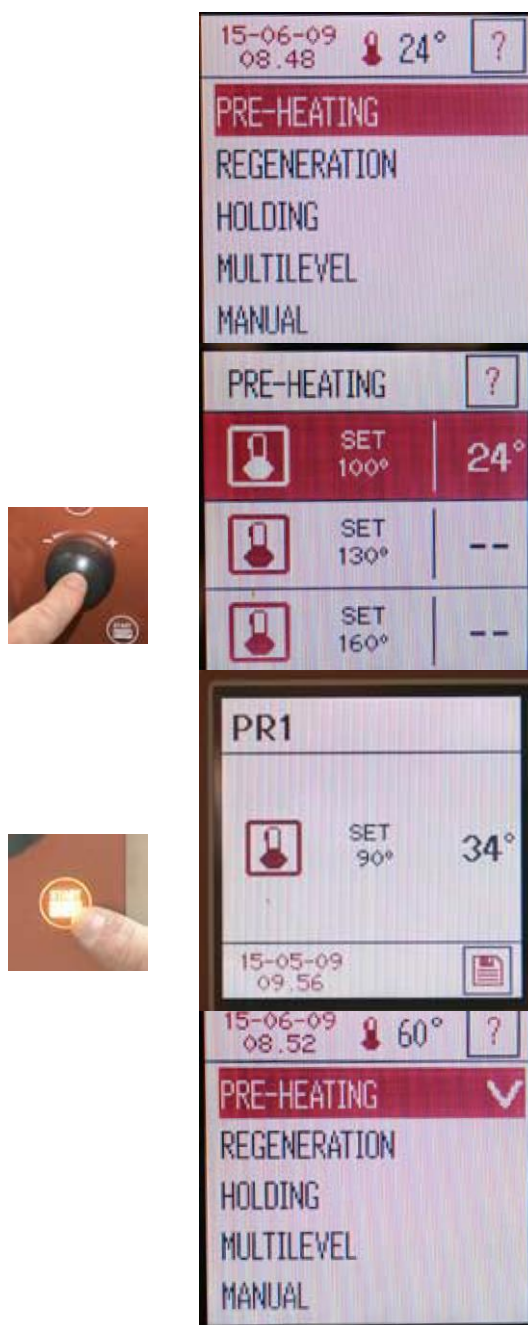 15-06-09 24° ?
08.48
PRE-HEATING
REGENERATION
HOLDING
MULTILEVEL
MANUAL
PRE-HEATING ?
SET 24°
100°
SET --
130°
SET --
160°
START
PR1
SET 34°
90°
START
15-05-09
09.56
15-06-09 60° ?
08.52
PRE-HEATING
REGENERATION
HOLDING
MULTILEVEL
MANUAL